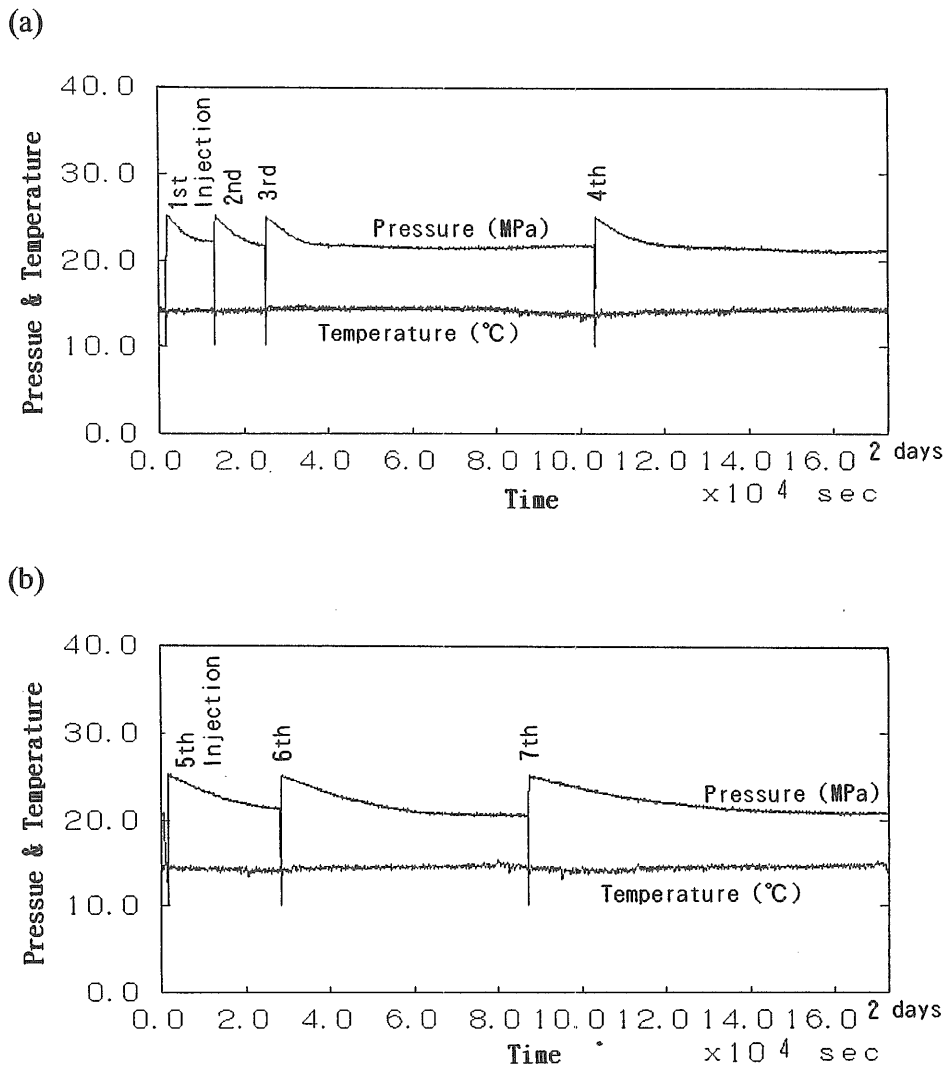 (a)
Pressue & Temperature
40.0
30.0
20.0
10.0
0.0
1st
Injection
2nd
3rd
4th
Pressure (MPa)
Temperature (℃)
0.0 2.0 4.0 6.0 8.0 10.0 12.0 14.0 16.0 2 days
Time ×10⁴ sec
(b)
Pressue & Temperature
40.0
30.0
20.0
10.0
0.0
5th
Injection
6th
7th
Pressure (MPa)
Temperature (℃)
0.0 2.0 4.0 6.0 8.0 10.0 12.0 14.0 16.0 2 days
Time ×10⁴ sec